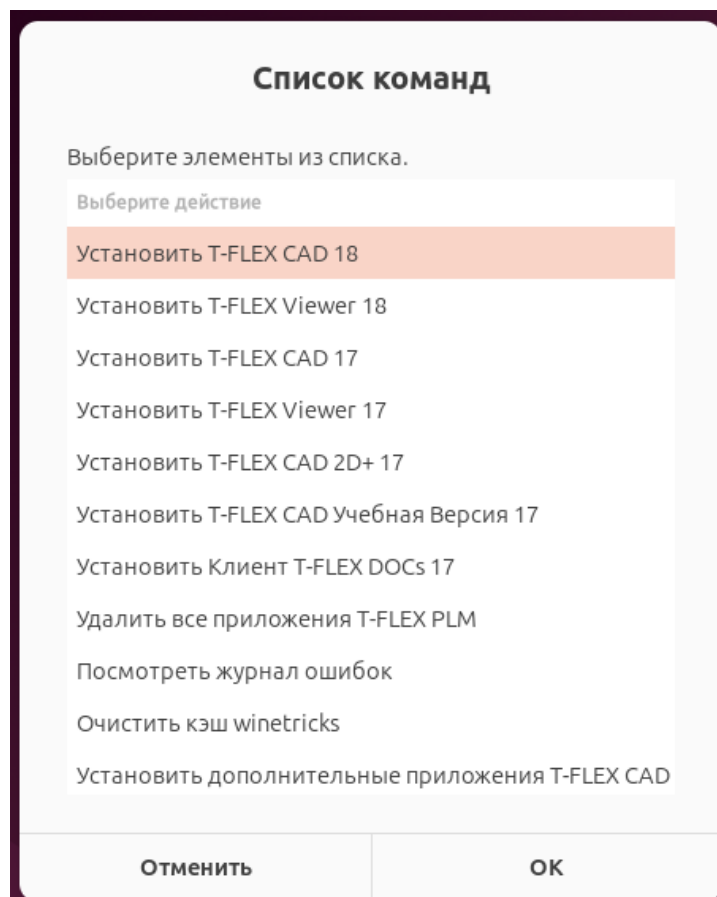 Список команд
Выберите элементы из списка.
Выберите действие
Установить T-FLEX CAD 18
Установить T-FLEX Viewer 18
Установить T-FLEX CAD 17
Установить T-FLEX Viewer 17
Установить T-FLEX CAD 2D+ 17
Установить T-FLEX CAD Учебная Версия 17
Установить Клиент T-FLEX DOCs 17
Удалить все приложения T-FLEX PLM
Посмотреть журнал ошибок
Очистить кэш winetricks
Установить дополнительные приложения T-FLEX CAD
Отменить
ОК